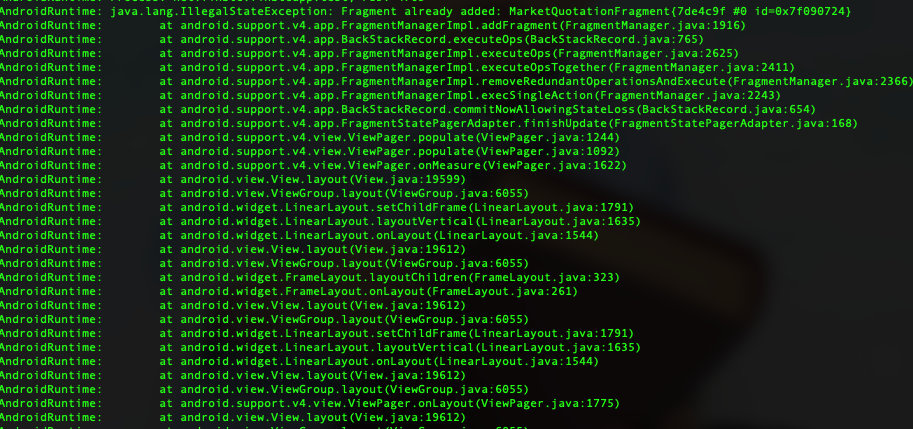 AndroidRuntime: java.lang.IllegalStateException: Fragment already added: MarketQuotationFragment{7de4c9f #0 id=0x7f090724}
AndroidRuntime: at android.support.v4.app.FragmentManagerImpl.addFragment(FragmentManager.java:1916)
AndroidRuntime: at android.support.v4.app.BackStackRecord.executeOps(BackStackRecord.java:765)
AndroidRuntime: at android.support.v4.app.FragmentManagerImpl.executeOps(FragmentManager.java:2625)
AndroidRuntime: at android.support.v4.app.FragmentManagerImpl.executeOpsTogether(FragmentManager.java:2411)
AndroidRuntime: at android.support.v4.app.FragmentManagerImpl.removeRedundantOperationsAndExecute(FragmentManager.java:2366)
AndroidRuntime: at android.support.v4.app.FragmentManagerImpl.execSingleAction(FragmentManager.java:2243)
AndroidRuntime: at android.support.v4.app.BackStackRecord.commitNowAllowingStateLoss(BackStackRecord.java:654)
AndroidRuntime: at android.support.v4.app.FragmentStatePagerAdapter.finishUpdate(FragmentStatePagerAdapter.java:168)
AndroidRuntime: at android.support.v4.view.ViewPager.populate(ViewPager.java:1244)
AndroidRuntime: at android.support.v4.view.ViewPager.populate(ViewPager.java:1092)
AndroidRuntime: at android.support.v4.view.ViewPager.onMeasure(ViewPager.java:1622)
AndroidRuntime: at android.view.View.layout(View.java:19599)
AndroidRuntime: at android.view.ViewGroup.layout(ViewGroup.java:6055)
AndroidRuntime: at android.widget.LinearLayout.setChildFrame(LinearLayout.java:1791)
AndroidRuntime: at android.widget.LinearLayout.layoutVertical(LinearLayout.java:1635)
AndroidRuntime: at android.widget.LinearLayout.onLayout(LinearLayout.java:1544)
AndroidRuntime: at android.view.View.layout(View.java:19612)
AndroidRuntime: at android.view.ViewGroup.layout(ViewGroup.java:6055)
AndroidRuntime: at android.widget.FrameLayout.layoutChildren(FrameLayout.java:323)
AndroidRuntime: at android.widget.FrameLayout.onLayout(FrameLayout.java:261)
AndroidRuntime: at android.view.View.layout(View.java:19612)
AndroidRuntime: at android.view.ViewGroup.layout(ViewGroup.java:6055)
AndroidRuntime: at android.widget.LinearLayout.setChildFrame(LinearLayout.java:1791)
AndroidRuntime: at android.widget.LinearLayout.layoutVertical(LinearLayout.java:1635)
AndroidRuntime: at android.widget.LinearLayout.onLayout(LinearLayout.java:1544)
AndroidRuntime: at android.view.View.layout(View.java:19612)
AndroidRuntime: at android.view.ViewGroup.layout(ViewGroup.java:6055)
AndroidRuntime: at android.support.v4.view.ViewPager.onLayout(ViewPager.java:1775)
AndroidRuntime: at android.view.View.layout(View.java:19612)